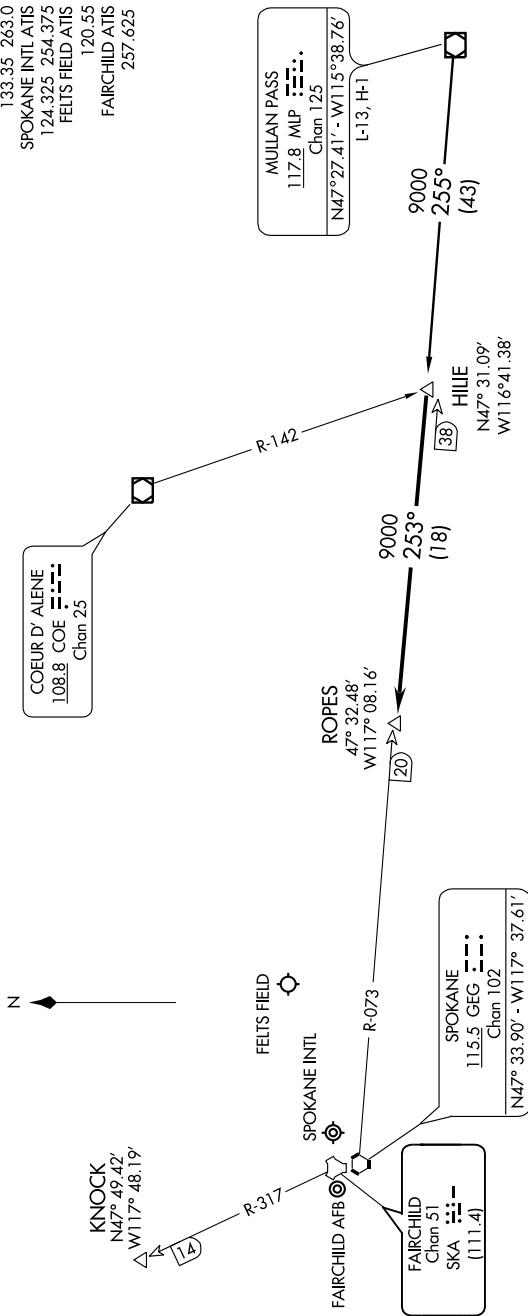 133.35 263.0
SPOKANE INTL ATIS
124.325 254.375
FELTS FIELD ATIS
120.55
FAIRCHILD ATIS
257.625
MULLAN PASS
117.8 MLP
Chan 125
N47°27.41' - W115°38.76'
L-13, H-1
9000
255°
(43)
HILIE
N47° 31.09'
W116°41.38'
38
R-142
COEUR D' ALENE
108.8 COE
Chan 25
9000
253°
(18)
ROPES
47° 32.48'
W117° 08.16'
20
R-073
N
FELTS FIELD
SPOKANE INTL
SPOKANE
115.5 GEG
Chan 102
N47° 33.90' - W117° 37.61'
KNOCK
N47° 49.42'
W117° 48.19'
14
R-317
FAIRCHILD AFB
FAIRCHILD
Chan 51
SKA
(111.4)